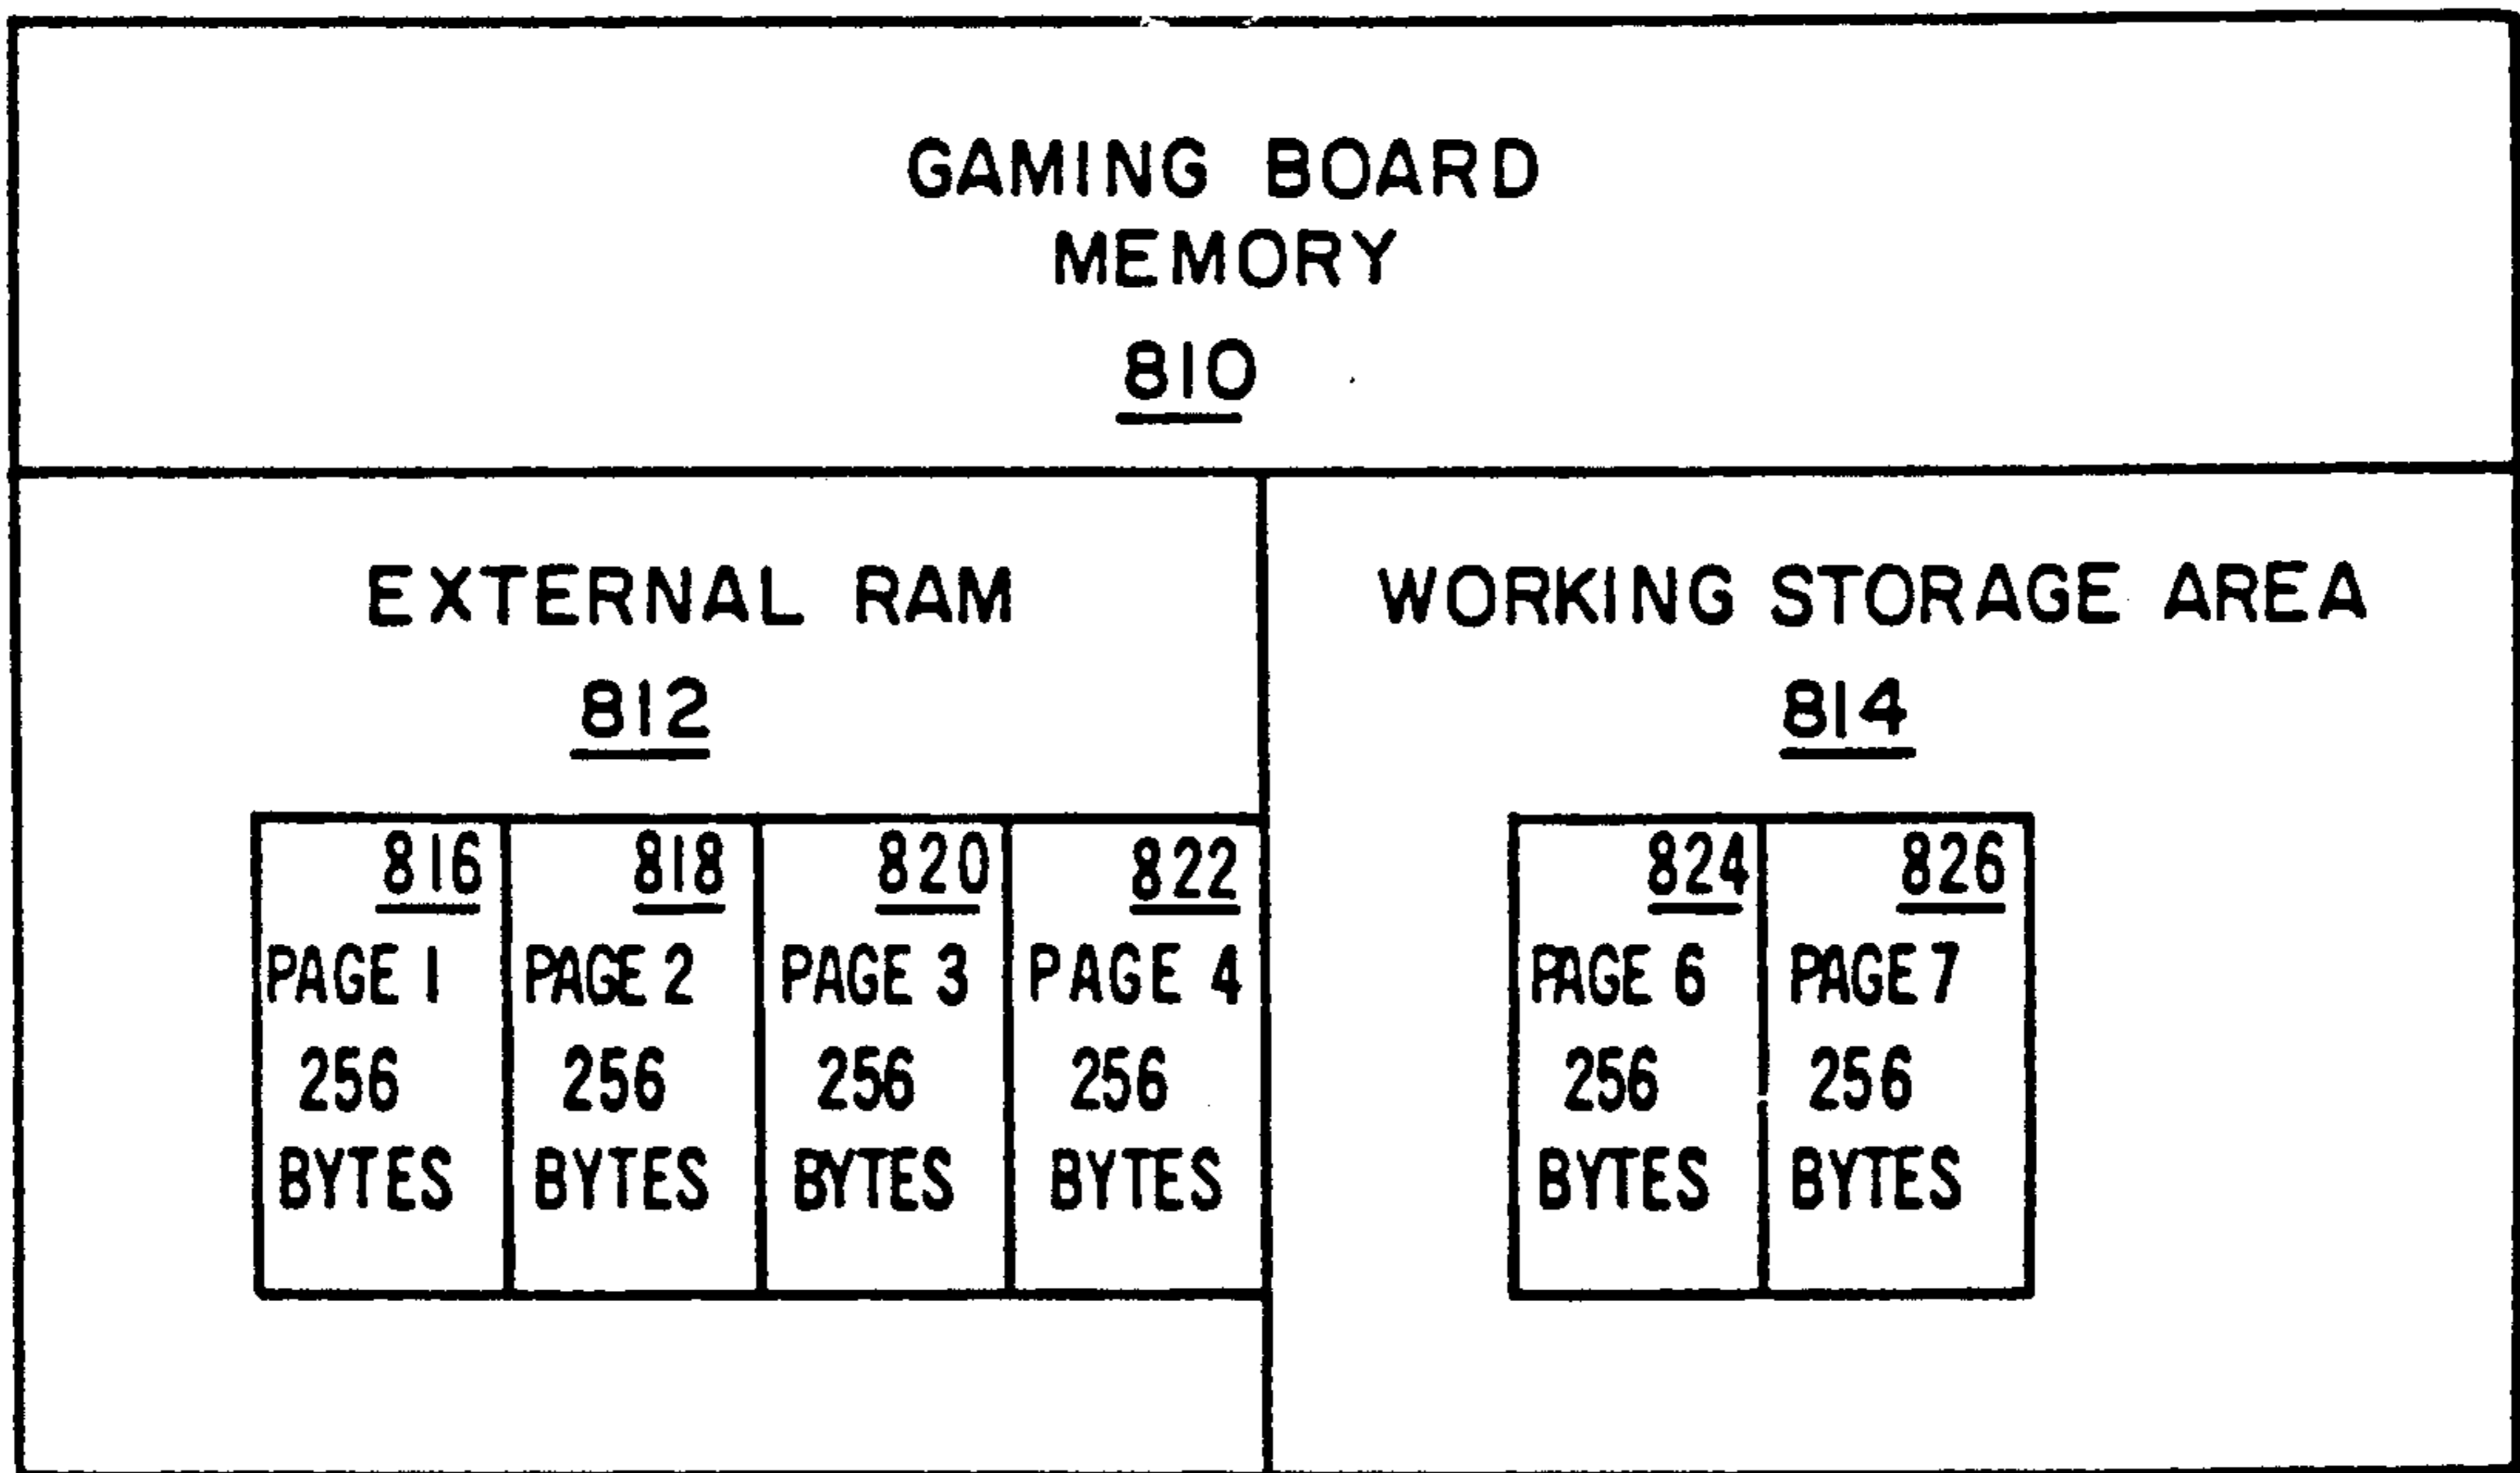 GAMING BOARD
MEMORY
810
EXTERNAL RAM
812
816
PAGE 1
256
BYTES
818
PAGE 2
256
BYTES
820
PAGE 3
256
BYTES
822
PAGE 4
256
BYTES
WORKING STORAGE AREA
814
824
PAGE 6
256
BYTES
826
PAGE 7
256
BYTES